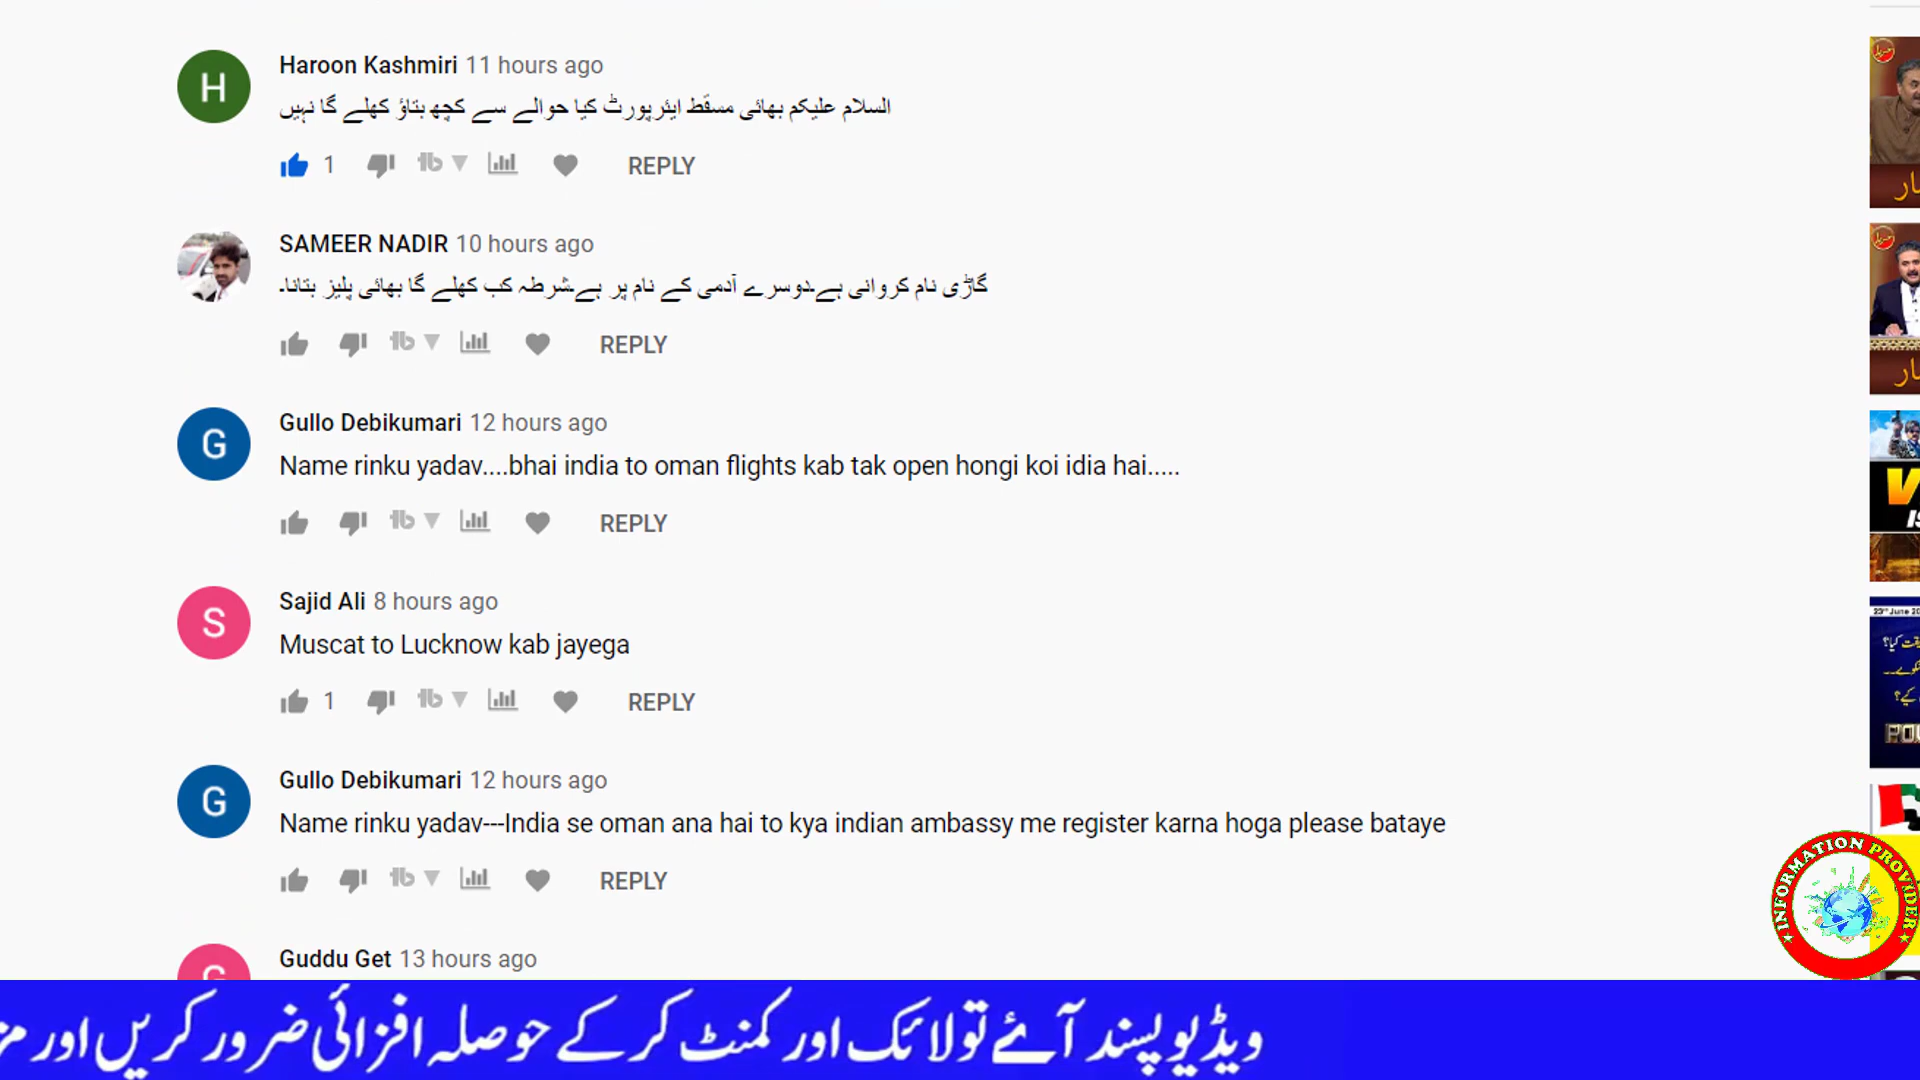 Haroon Kashmiri 11 hours ago
السلام علیکم بھائی مسقط ایئرپورٹ کیا حوالے سے کچھ بتاؤ کھلے گا نہیں
1 REPLY
SAMEER NADIR 10 hours ago
گاڑی نام کروانی ہے۔دوسرے آدمی کے نام پر ہے۔شرطہ کب کھلے گا بھائی پلیز بتانا۔
REPLY
Gullo Debikumari 12 hours ago
Name rinku yadav....bhai india to oman flights kab tak open hongi koi idia hai.....
REPLY
Sajid Ali 8 hours ago
Muscat to Lucknow kab jayega
1 REPLY
Gullo Debikumari 12 hours ago
Name rinku yadav---India se oman ana hai to kya indian ambassy me register karna hoga please bataye
REPLY
Guddu Get 13 hours ago
INFORMATION PROVIDER
ویڈیو پسند آئے تو لائک اور کمنٹ کر کے حوصلہ افزائی ضرور کریں اور